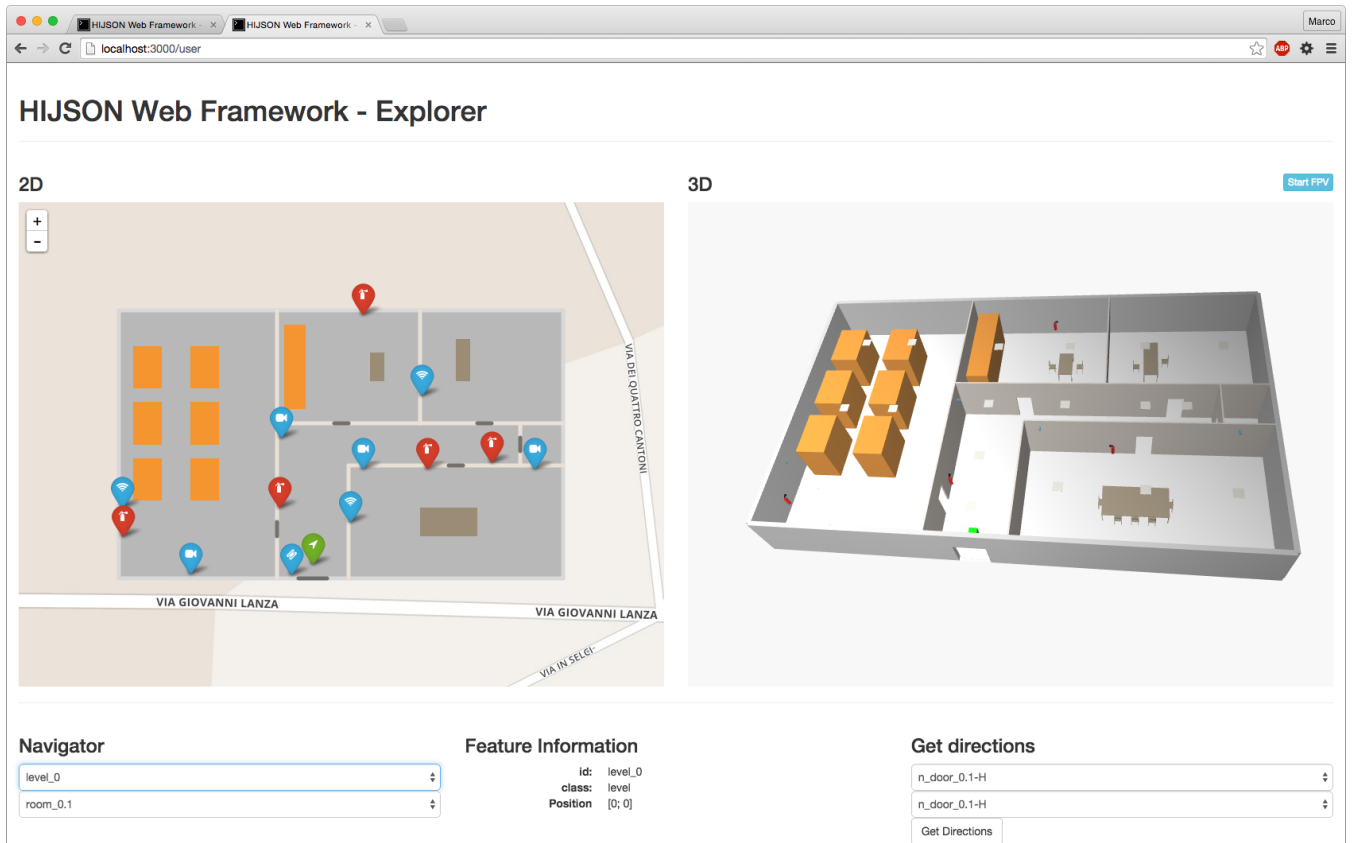 HIJSON Web Framework -
HIJSON Web Framework -
Marco
localhost:3000/user
ABP
HIJSON Web Framework - Explorer
2D
3D
Start FPV
+
-
VIA DEI QUATTRO CANTONI
VIA GIOVANNI LANZA
VIA GIOVANNI LANZA
VIA IN SELCI
Navigator
level_0
room_0.1
Feature Information
id: level_0
class: level
Position [0; 0]
Get directions
n_door_0.1-H
n_door_0.1-H
Get Directions